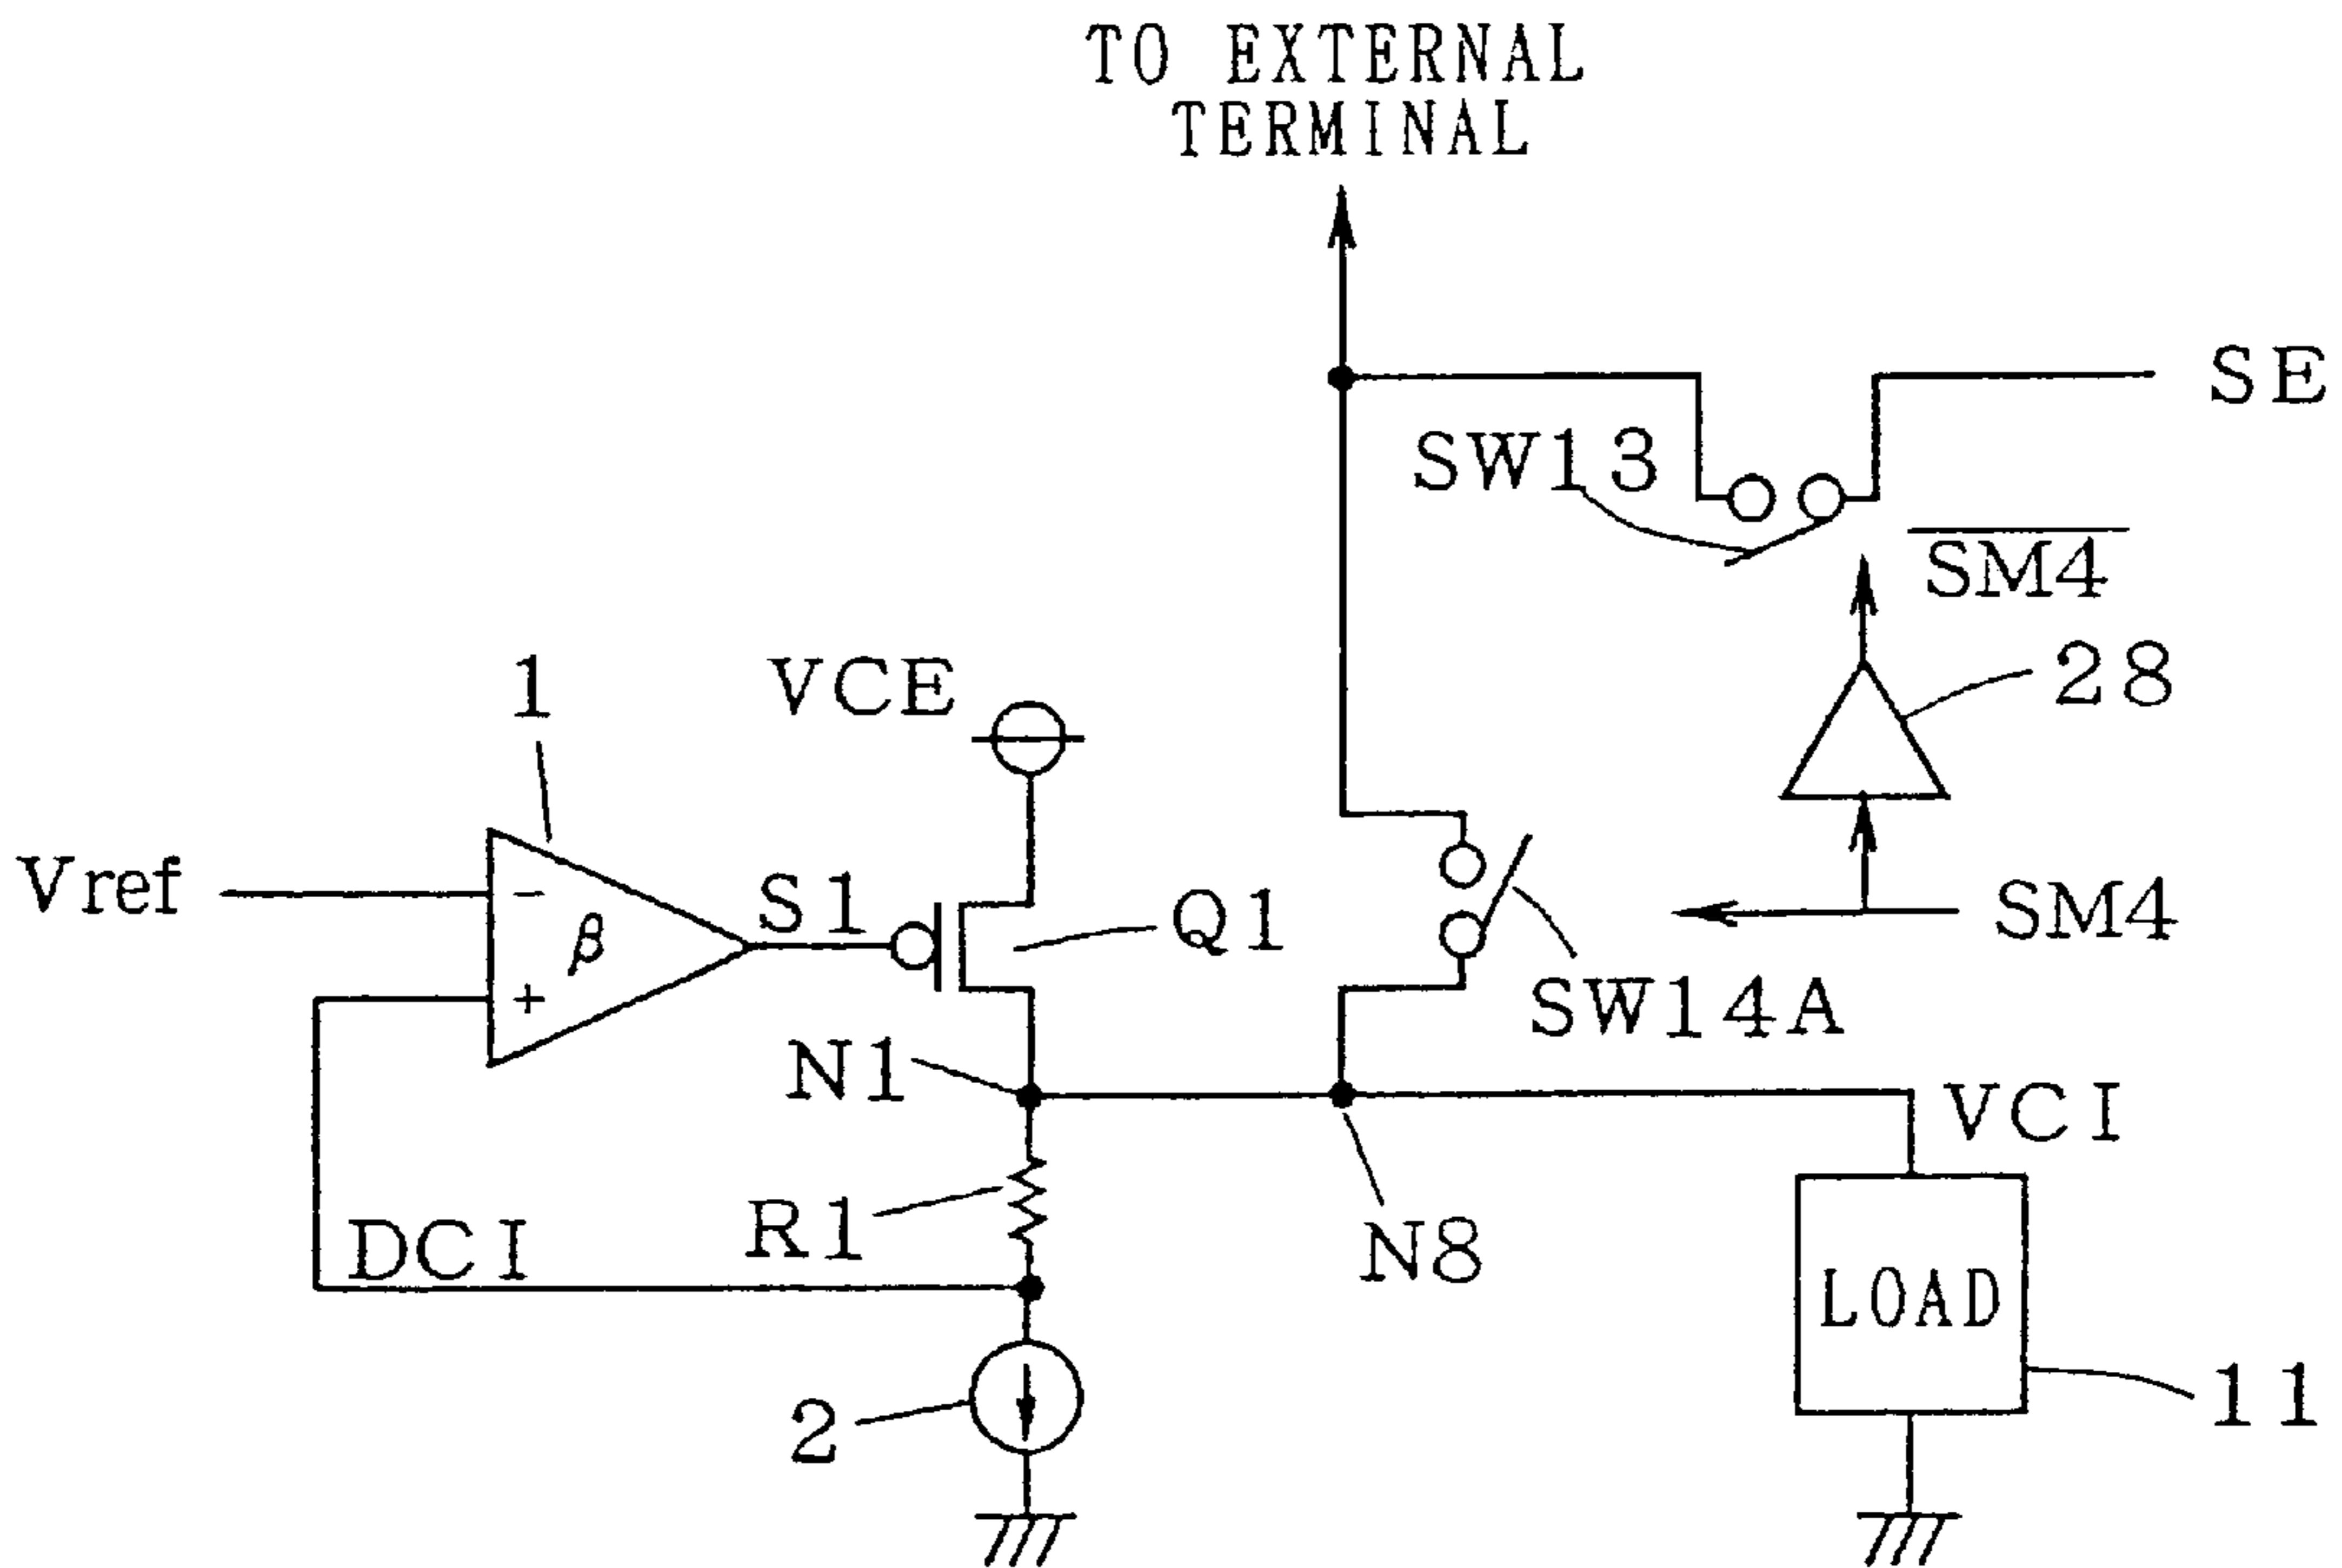 TO EXTERNAL
TERMINAL
SE
SW13
SM4
28
1
VCE
Vref
-
β
+
S1
Q1
SM4
SW14A
N1
VCI
R1
N8
DCI
LOAD
2
11